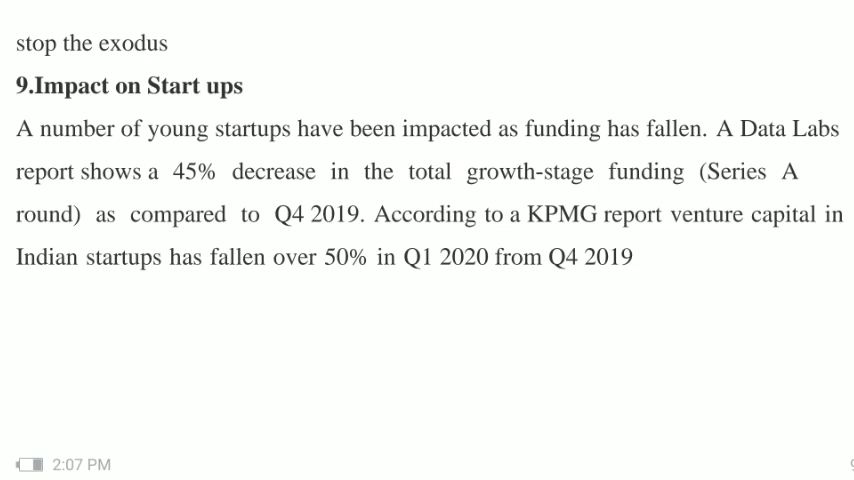 stop the exodus
9.Impact on Start ups
A number of young startups have been impacted as funding has fallen. A Data Labs
report shows a 45% decrease in the total growth-stage funding (Series A
round) as compared to Q4 2019. According to a KPMG report venture capital in
Indian startups has fallen over 50% in Q1 2020 from Q4 2019
2:07 PM